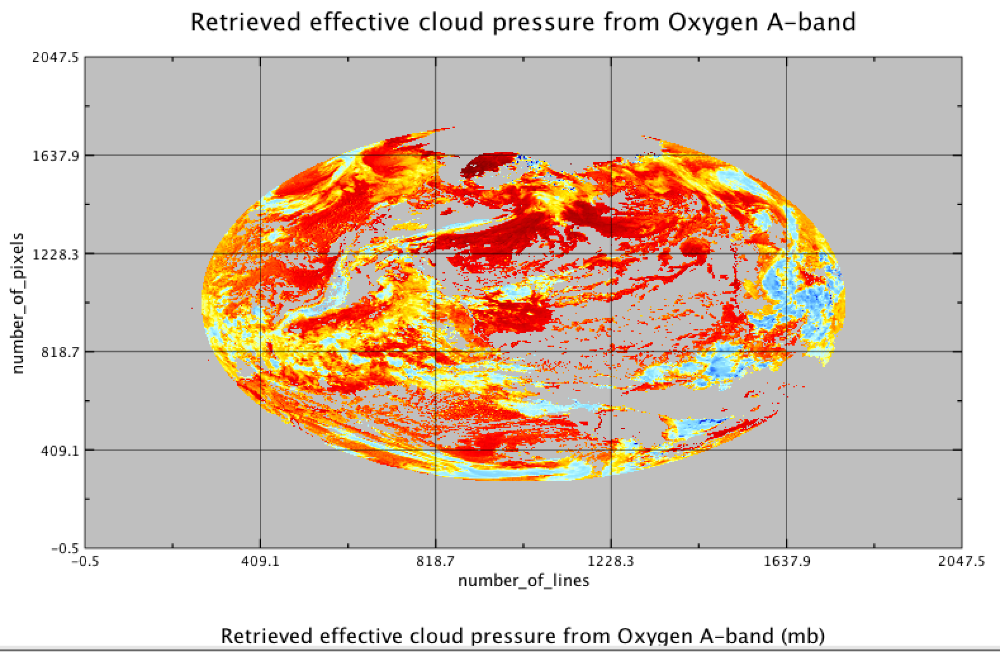 Retrieved effective cloud pressure from Oxygen A-band
2047.5
1637.9
1228.3
818.7
409.1
-0.5
number_of_pixels
-0.5 409.1 818.7 1228.3 1637.9 2047.5
number_of_lines
Retrieved effective cloud pressure from Oxygen A-band (mb)